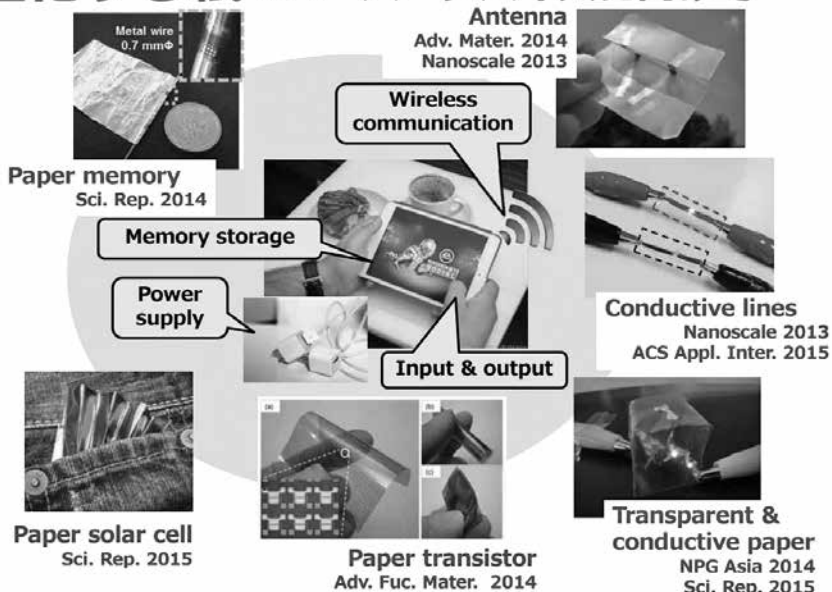 Metal wire
0.7 mmΦ
Antenna
Adv. Mater. 2014
Nanoscale 2013
Wireless
communication
Paper memory
Sci. Rep. 2014
Memory storage
Power
supply
Conductive lines
Nanoscale 2013
ACS Appl. Inter. 2015
Input & output
(a)
(b)
(c)
Paper solar cell
Sci. Rep. 2015
Paper transistor
Adv. Fuc. Mater. 2014
Transparent &
conductive paper
NPG Asia 2014
Sci. Rep. 2015